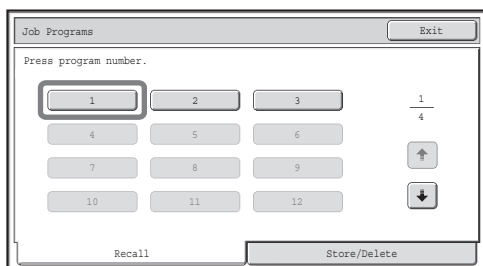 Job Programs
Exit
Press program number.
1 2 3
4 5 6
7 8 9
10 11 12
1
4
Recall
Store/Delete